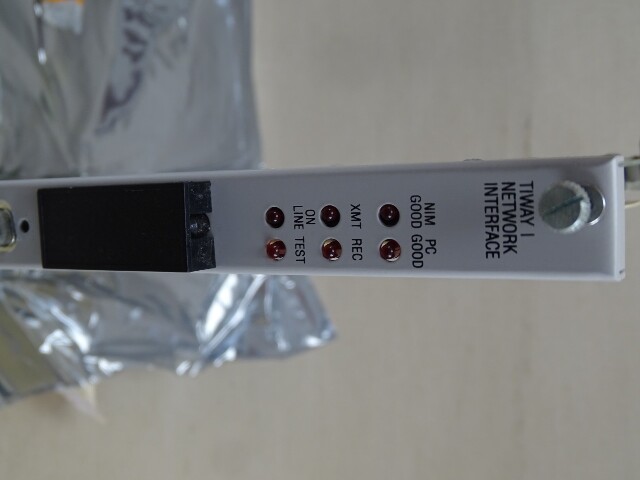 TIWAY I
NETWORK
INTERFACE
NIM PC
GOOD GOOD
XMT REC
ON
LINE TEST